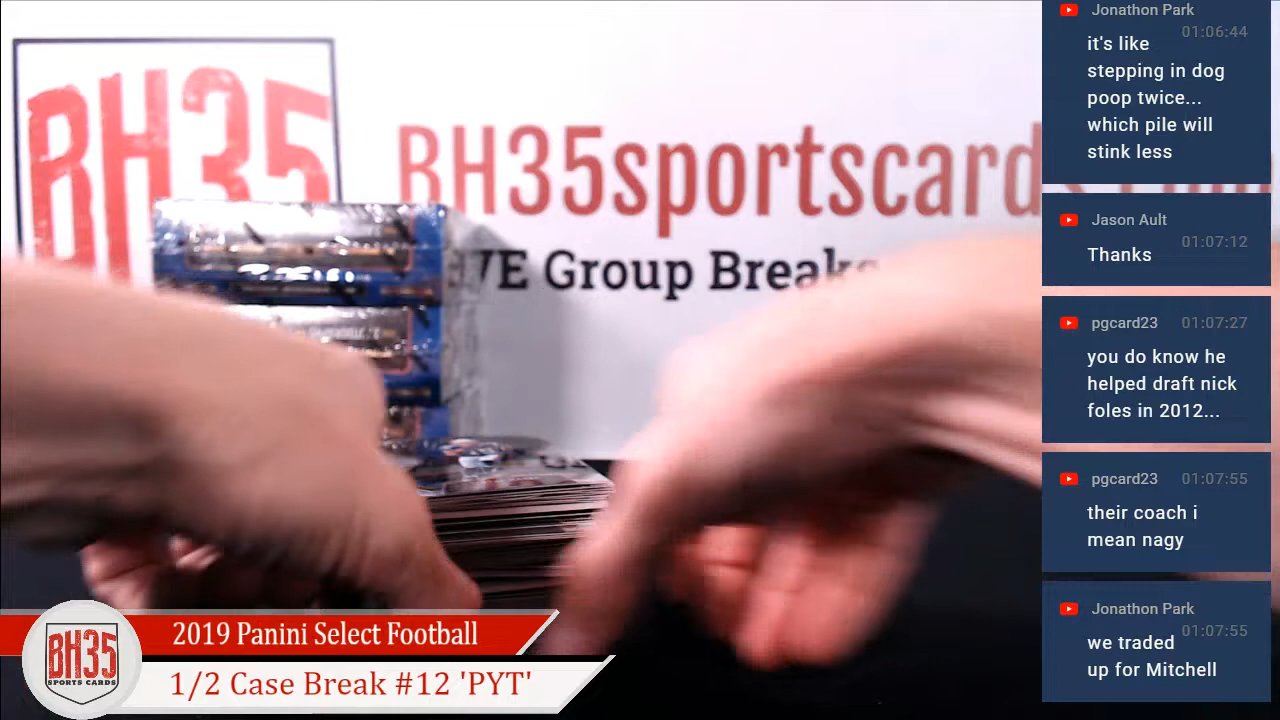 BH35
BH35sportscard
VE Group Breaks
2019 Panini Select Football
1/2 Case Break #12 'PYT'
BH35
SPORTS CARDS
Jonathon Park
01:06:44
it's like
stepping in dog
poop twice...
which pile will
stink less
Jason Ault
01:07:12
Thanks
pgcard23 01:07:27
you do know he
helped draft nick
foles in 2012...
pgcard23 01:07:55
their coach i
mean nagy
Jonathon Park
01:07:55
we traded
up for Mitchell